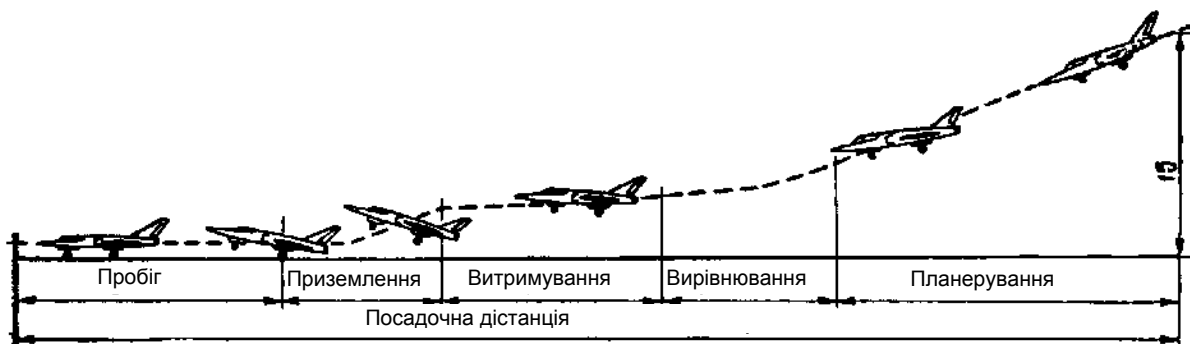 15
Пробіг
Приземлення
Витримування
Вирівнювання
Планерування
Посадочна дістанція